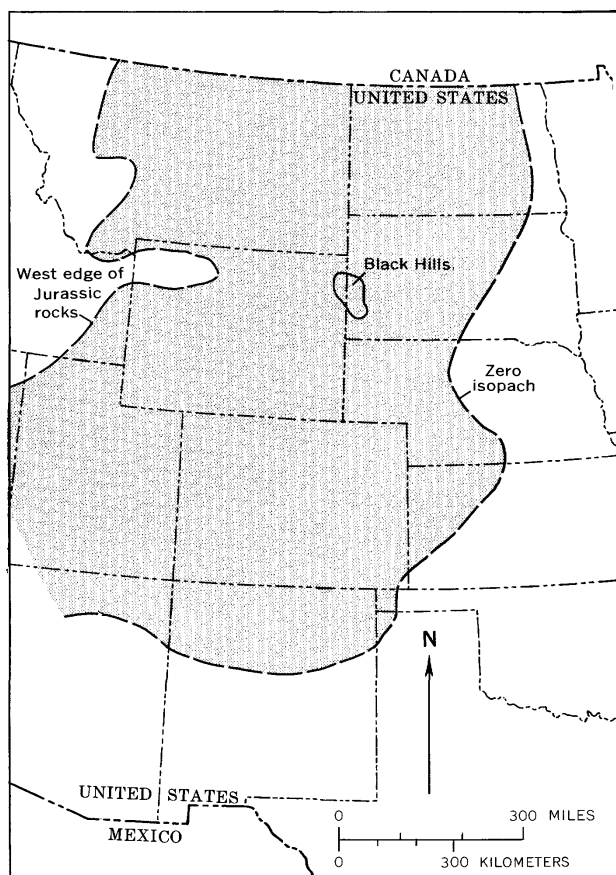 CANADA
UNITED STATES
West edge of
Jurassic
rocks
Black Hills
Zero
isopach
N
UNITED STATES
MEXICO
0 300 MILES
0 300 KILOMETERS